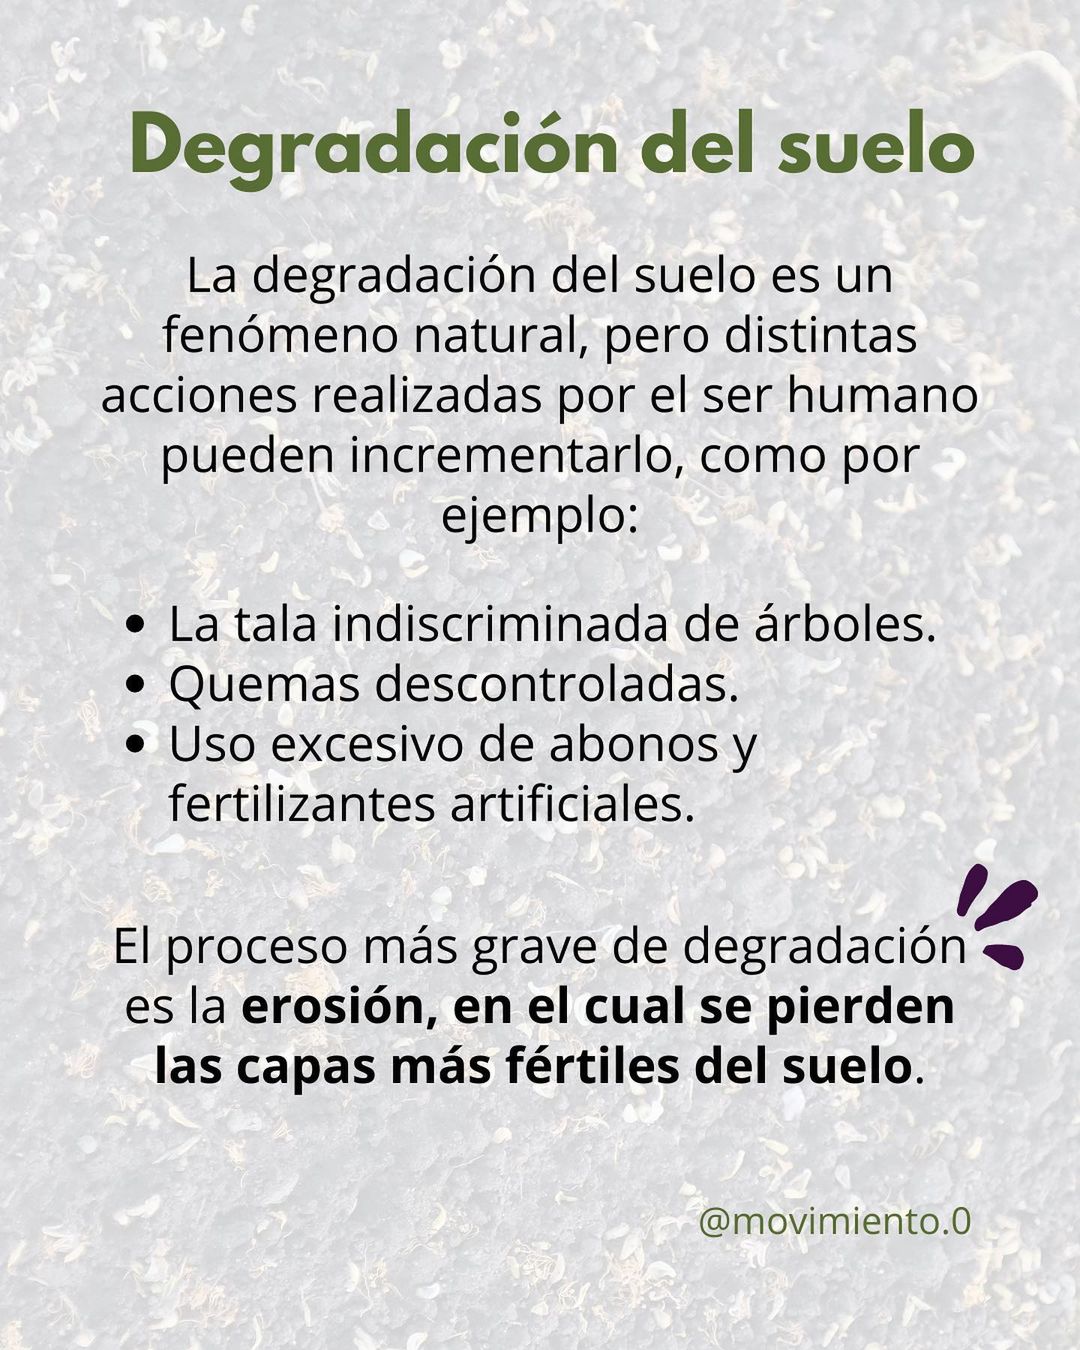 Degradación del suelo
La degradación del suelo es un
fenómeno natural, pero distintas
acciones realizadas por el ser humano
pueden incrementarlo, como por
ejemplo:
• La tala indiscriminada de árboles.
• Quemas descontroladas.
• Uso excesivo de abonos y
fertilizantes artificiales.
El proceso más grave de degradación
es la erosión, en el cual se pierden
las capas más fértiles del suelo.
@movimiento.0